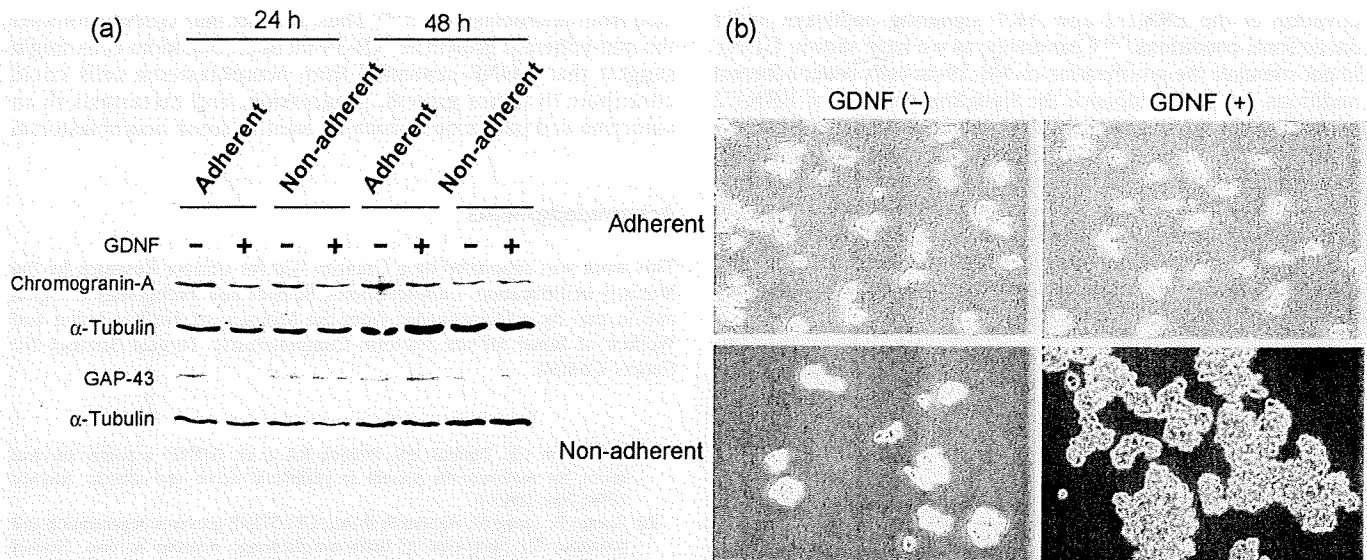 (a)
24 h 48 h
Adherent Non-adherent Adherent Non-adherent
GDNF − + − + − + − +
Chromogranin-A
α-Tubulin
GAP-43
α-Tubulin
(b)
GDNF (−) GDNF (+)
Adherent
Non-adherent